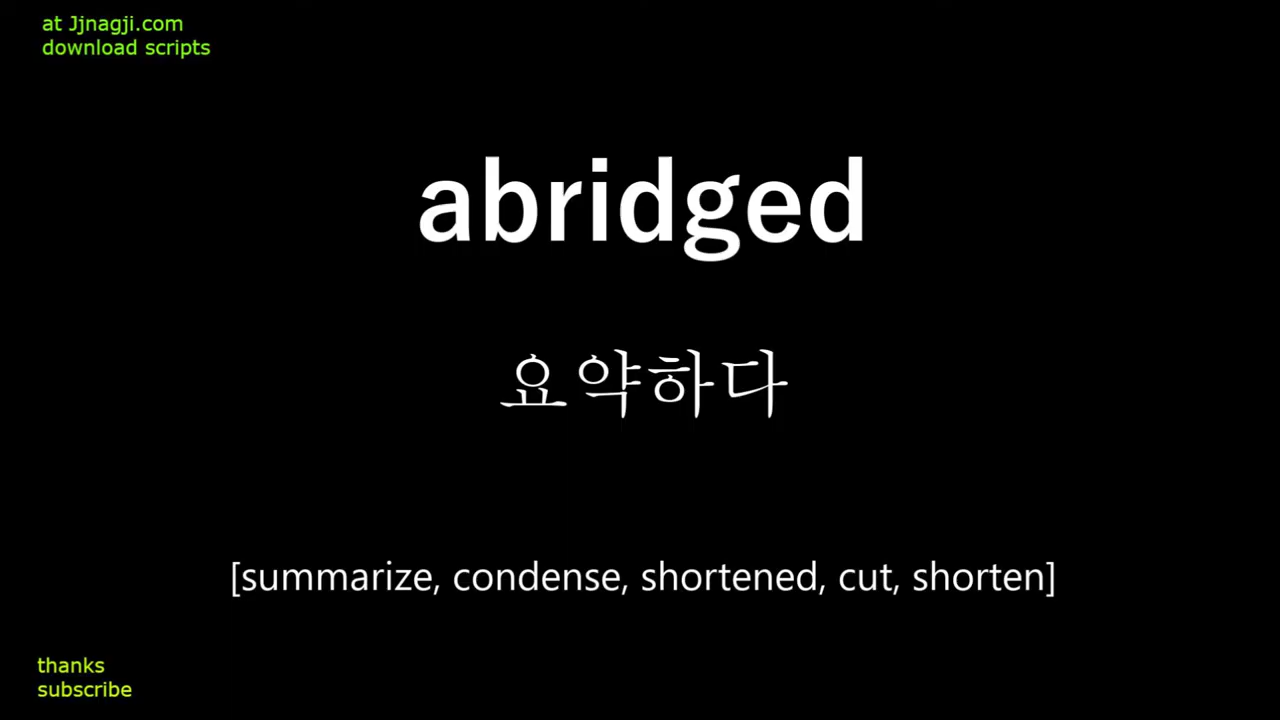 at Jjnagji.com
download scripts
abridged
요약하다
[summarize, condense, shortened, cut, shorten]
thanks
subscribe